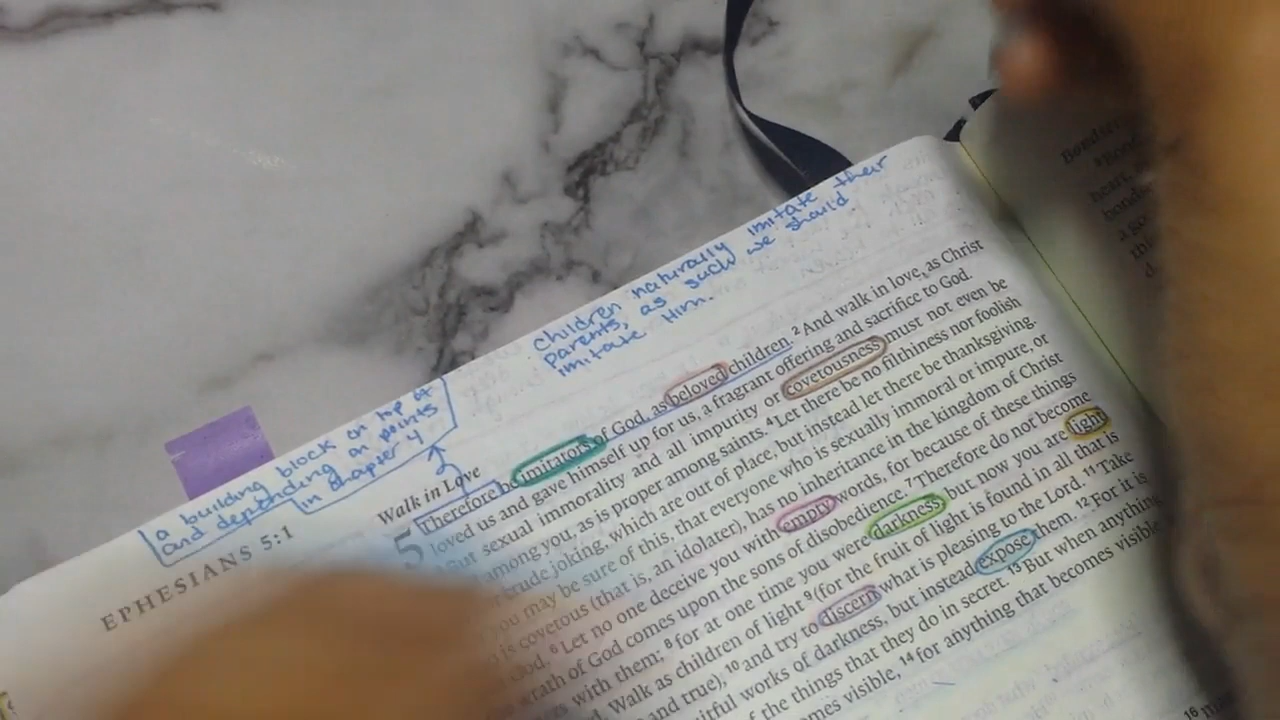 children naturally imitate their
parents, as such we should
imitate Him.
a building block on top of
and depending on points
in chapter 4
EPHESIANS 5:1
Walk in Love
5 Therefore be imitators of God, as beloved children. 2 And walk in love, as Christ
loved us and gave himself up for us, a fragrant offering and sacrifice to God.
But sexual immorality and all impurity or covetousness must not even be
among you, as is proper among saints. 4 Let there be no filthiness nor foolish
crude joking, which are out of place, but instead let there be thanksgiving.
you may be sure of this, that everyone who is sexually immoral or impure, or
is covetous (that is, an idolater), has no inheritance in the kingdom of Christ
God. 6 Let no one deceive you with empty words, for because of these things
wrath of God comes upon the sons of disobedience. 7 Therefore do not become
with them; 8 for at one time you were darkness, but now you are light
Walk as children of light 9 (for the fruit of light is found in all that is
and true), 10 and try to discern what is pleasing to the Lord. 11 Take
works of darkness, but instead expose them. 12 For it is
of the things that they do in secret. 13 But when anything
visible, 14 for anything that becomes visible
16